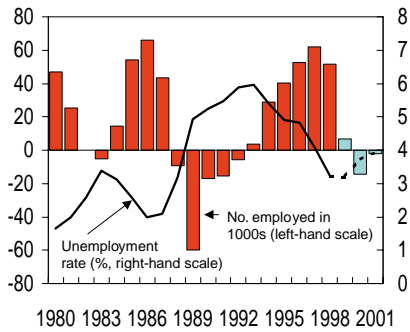 80 8
60 7
40 6
20 5
0 4
-20 3
-40 2
-60 1
-80 0
No. employed in
1000s (left-hand scale)
Unemployment
rate (%, right-hand scale)
1980 1983 1986 1989 1992 1995 1998 2001